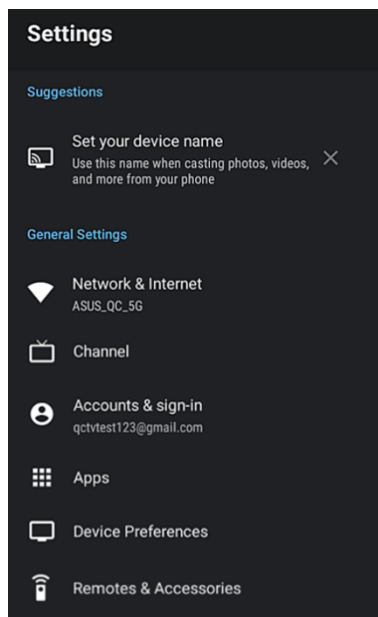 Settings
Suggestions
Set your device name
Use this name when casting photos, videos,
and more from your phone
General Settings
Network & Internet
ASUS_QC_5G
Channel
Accounts & sign-in
qctvtest123@gmail.com
Apps
Device Preferences
Remotes & Accessories